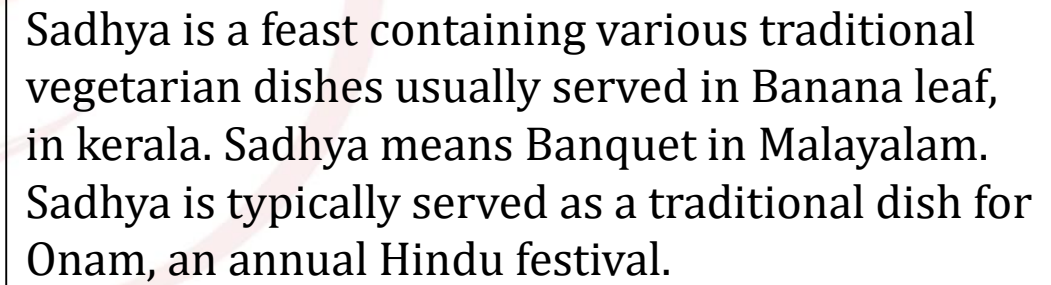 Sadhya is a feast containing various traditional
vegetarian dishes usually served in Banana leaf,
in kerala. Sadhya means Banquet in Malayalam.
Sadhya is typically served as a traditional dish for
Onam, an annual Hindu festival.